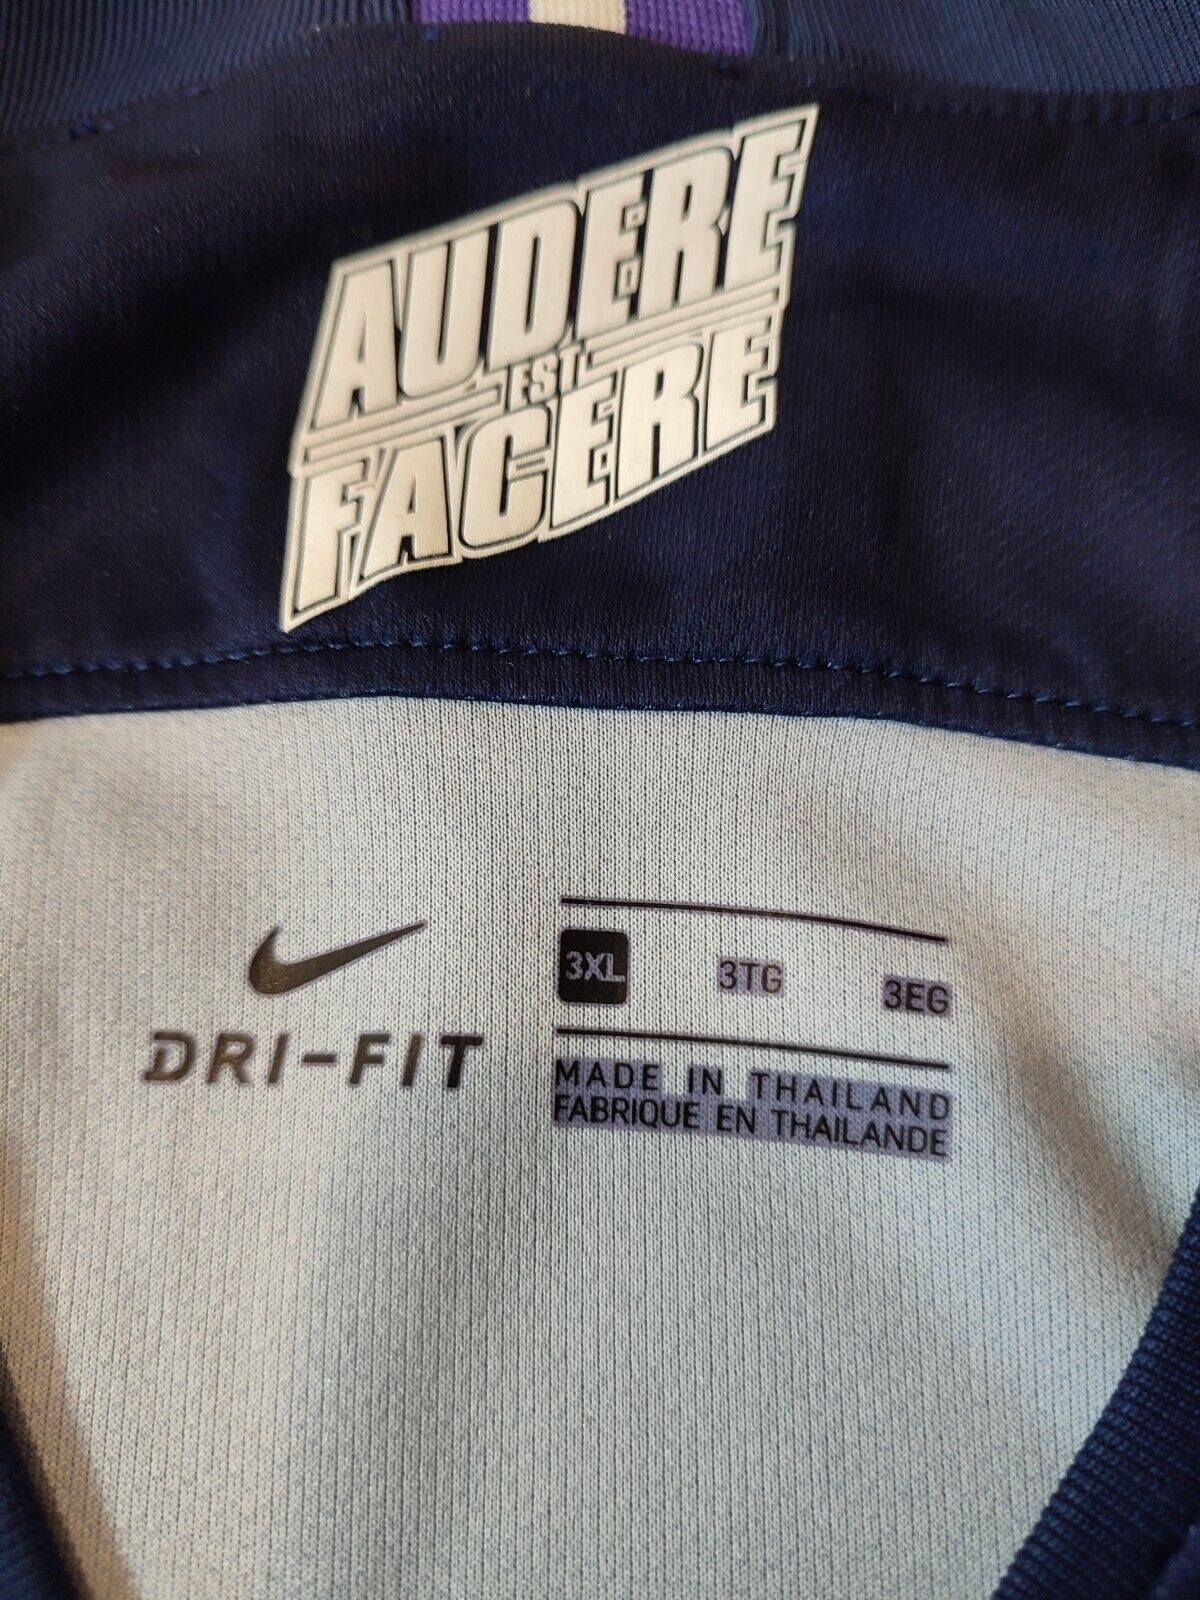 AUDERE
EST
FACERE
DRI-FIT
3XL 3TG 3EG
MADE IN THAILAND
FABRIQUE EN THAILANDE